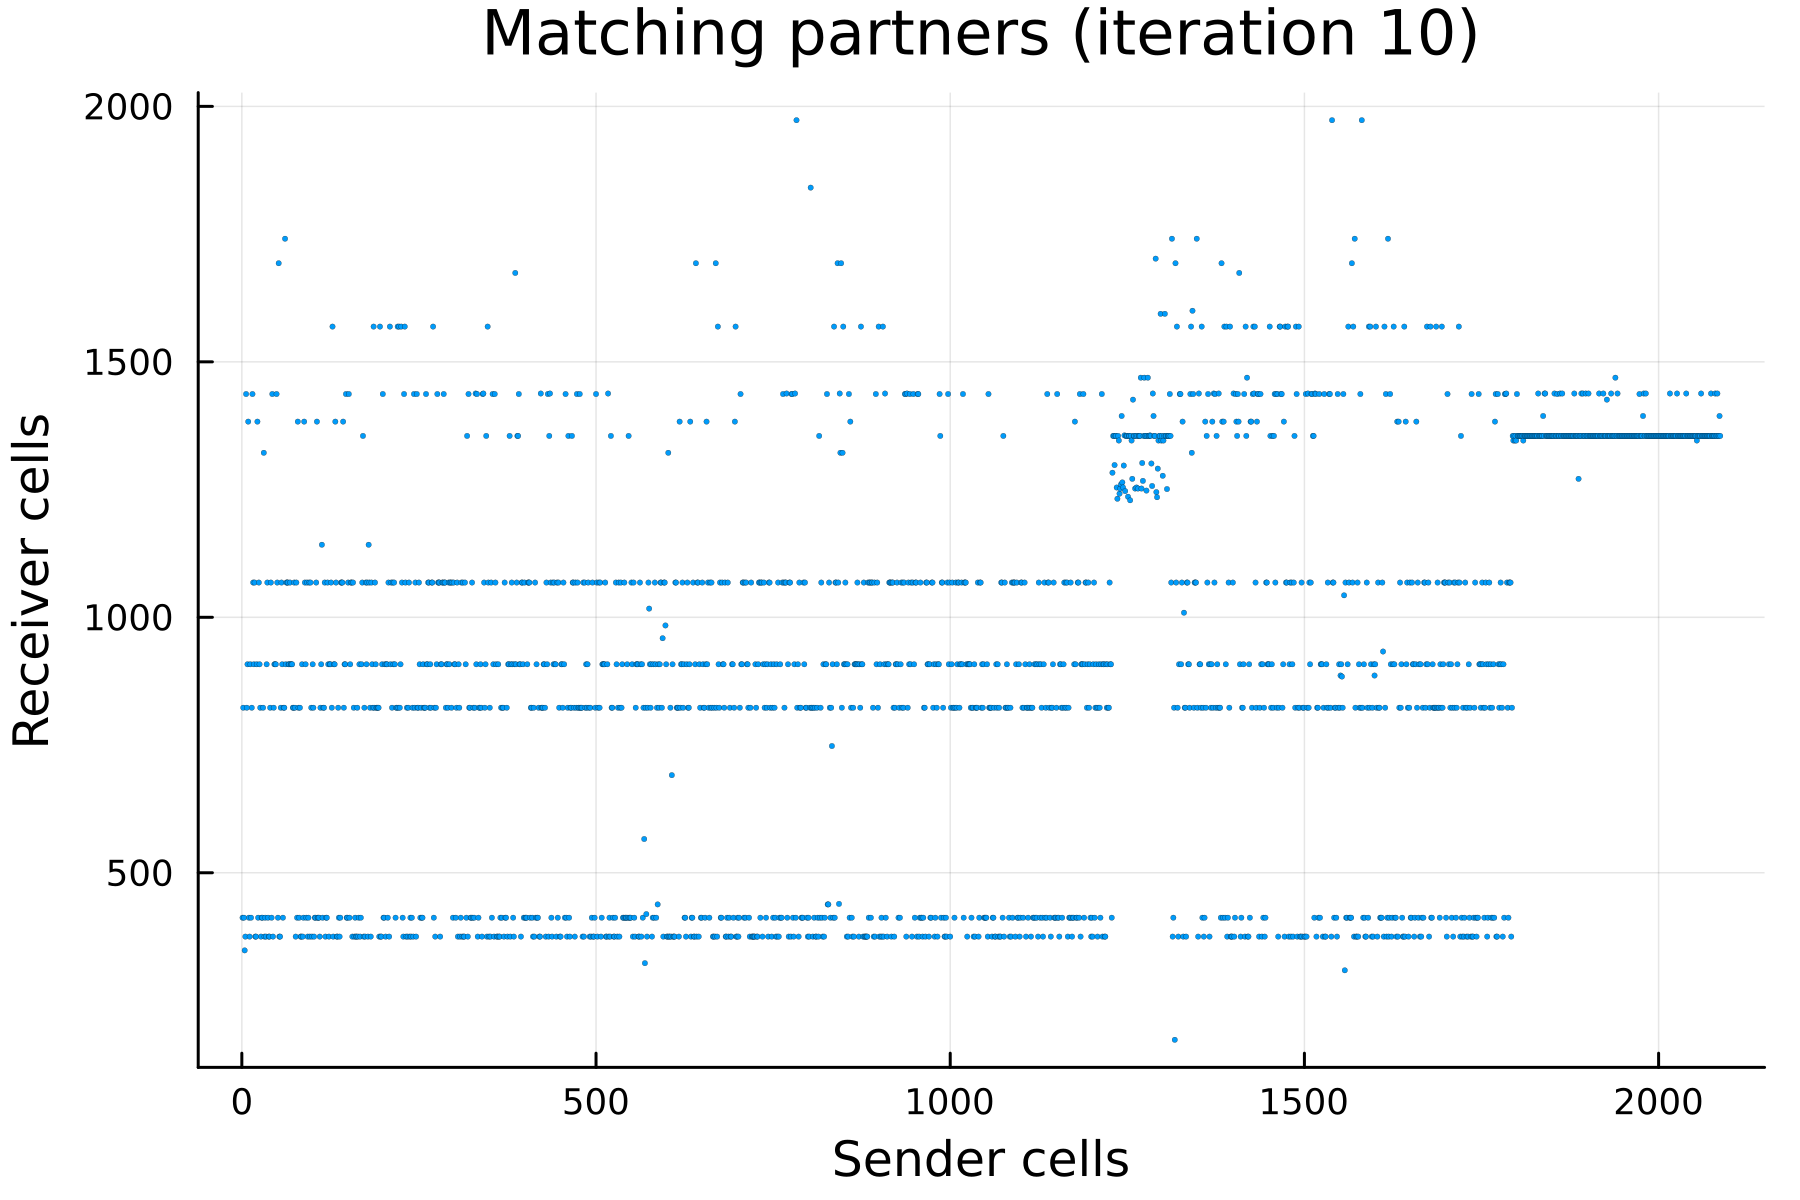 Matching partners (iteration 10)
2000
1500
1000
500
Receiver cells
0 500 1000 1500 2000
Sender cells